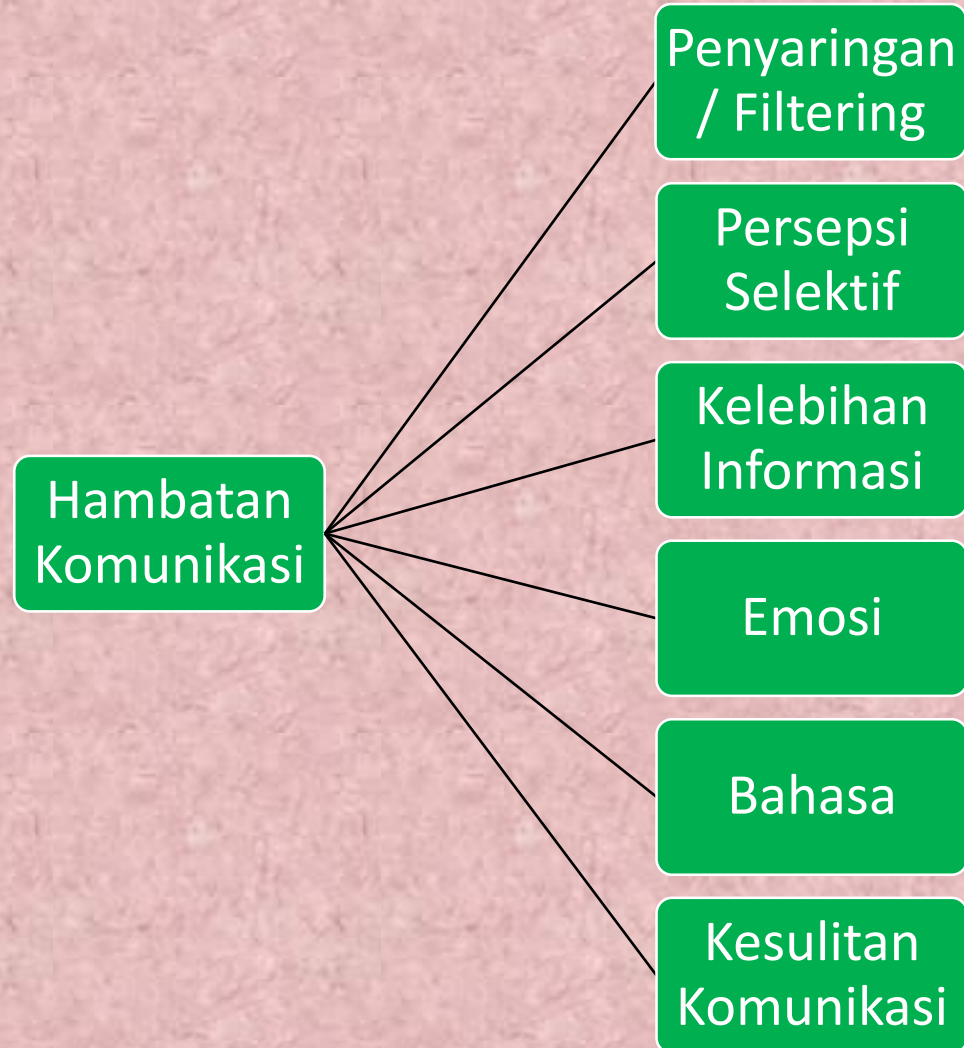 Hambatan
Komunikasi
Penyaringan
/ Filtering
Persepsi
Selektif
Kelebihan
Informasi
Emosi
Bahasa
Kesulitan
Komunikasi